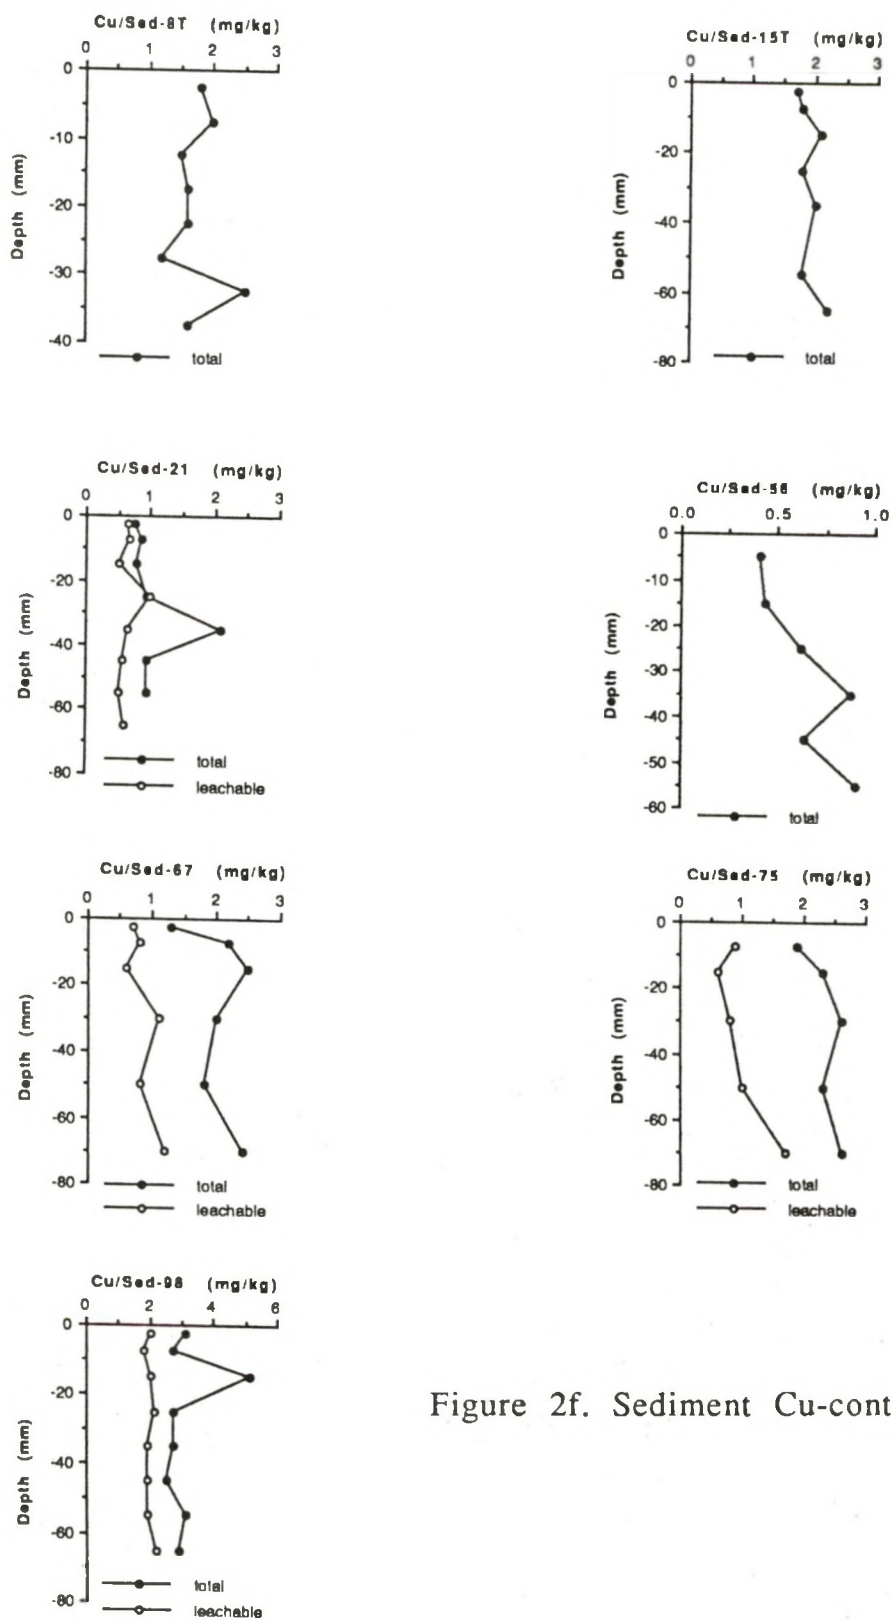 Cu/Sed-8T (mg/kg)
0 1 2 3
0
-10
-20
-30
-40
Depth (mm)
total
Cu/Sed-15T (mg/kg)
0 1 2 3
0
-20
-40
-60
-80
Depth (mm)
total
Cu/Sed-21 (mg/kg)
0 1 2 3
0
-20
-40
-60
-80
Depth (mm)
total
leachable
Cu/Sed-56 (mg/kg)
0.0 0.5 1.0
0
-10
-20
-30
-40
-50
-60
Depth (mm)
total
Cu/Sed-67 (mg/kg)
0 1 2 3
0
-20
-40
-60
-80
Depth (mm)
total
leachable
Cu/Sed-75 (mg/kg)
0 1 2 3
0
-20
-40
-60
-80
Depth (mm)
total
leachable
Cu/Sed-98 (mg/kg)
0 2 4 6
0
-20
-40
-60
-80
Depth (mm)
total
leachable
Figure 2f. Sediment Cu-cont